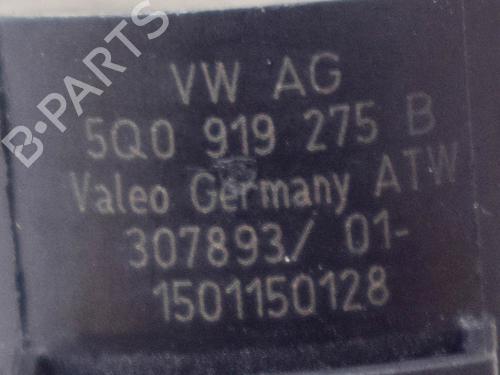 B-PARTS
VW AG
5Q0 919 275 B
Valeo Germany ATW
307893/ 01-
1501150128